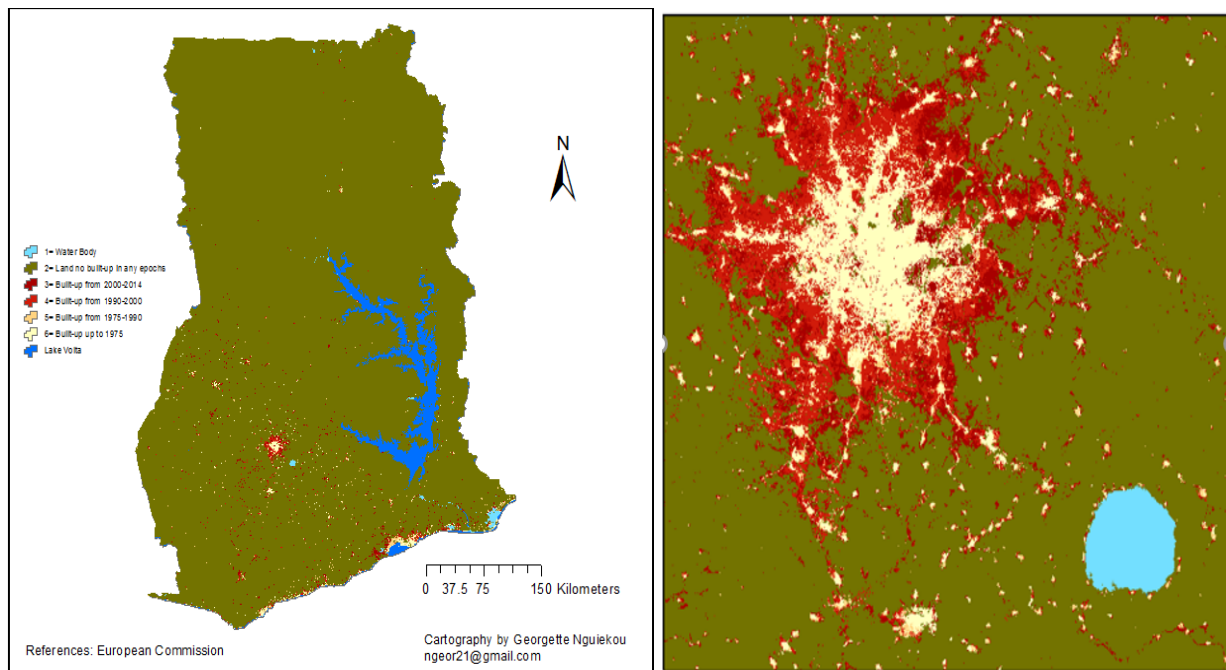 N
1= Water Body
2= Land no built-up in any epochs
3= Built-up from 2000-2014
4= Built-up from 1990-2000
5= Built-up from 1975-1990
6= Built-up up to 1975
Lake Volta
0 37.5 75 150 Kilometers
References: European Commission
Cartography by Georgette Nguiekou
ngeor21@gmail.com